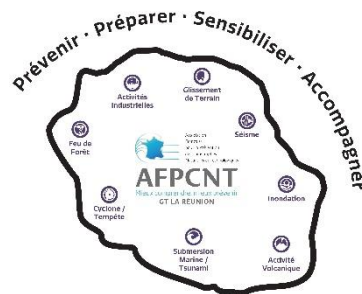 Prévenir · Préparer · Sensibiliser · Accompagner
Activités
Industrielles
Glissement
de Terrain
Feu de
Forêt
Séisme
AFPCNT
GT LA RÉUNION
Cyclone /
Tempête
Inondation
Submersion
Marine /
Tsunami
Activité
Volcanique